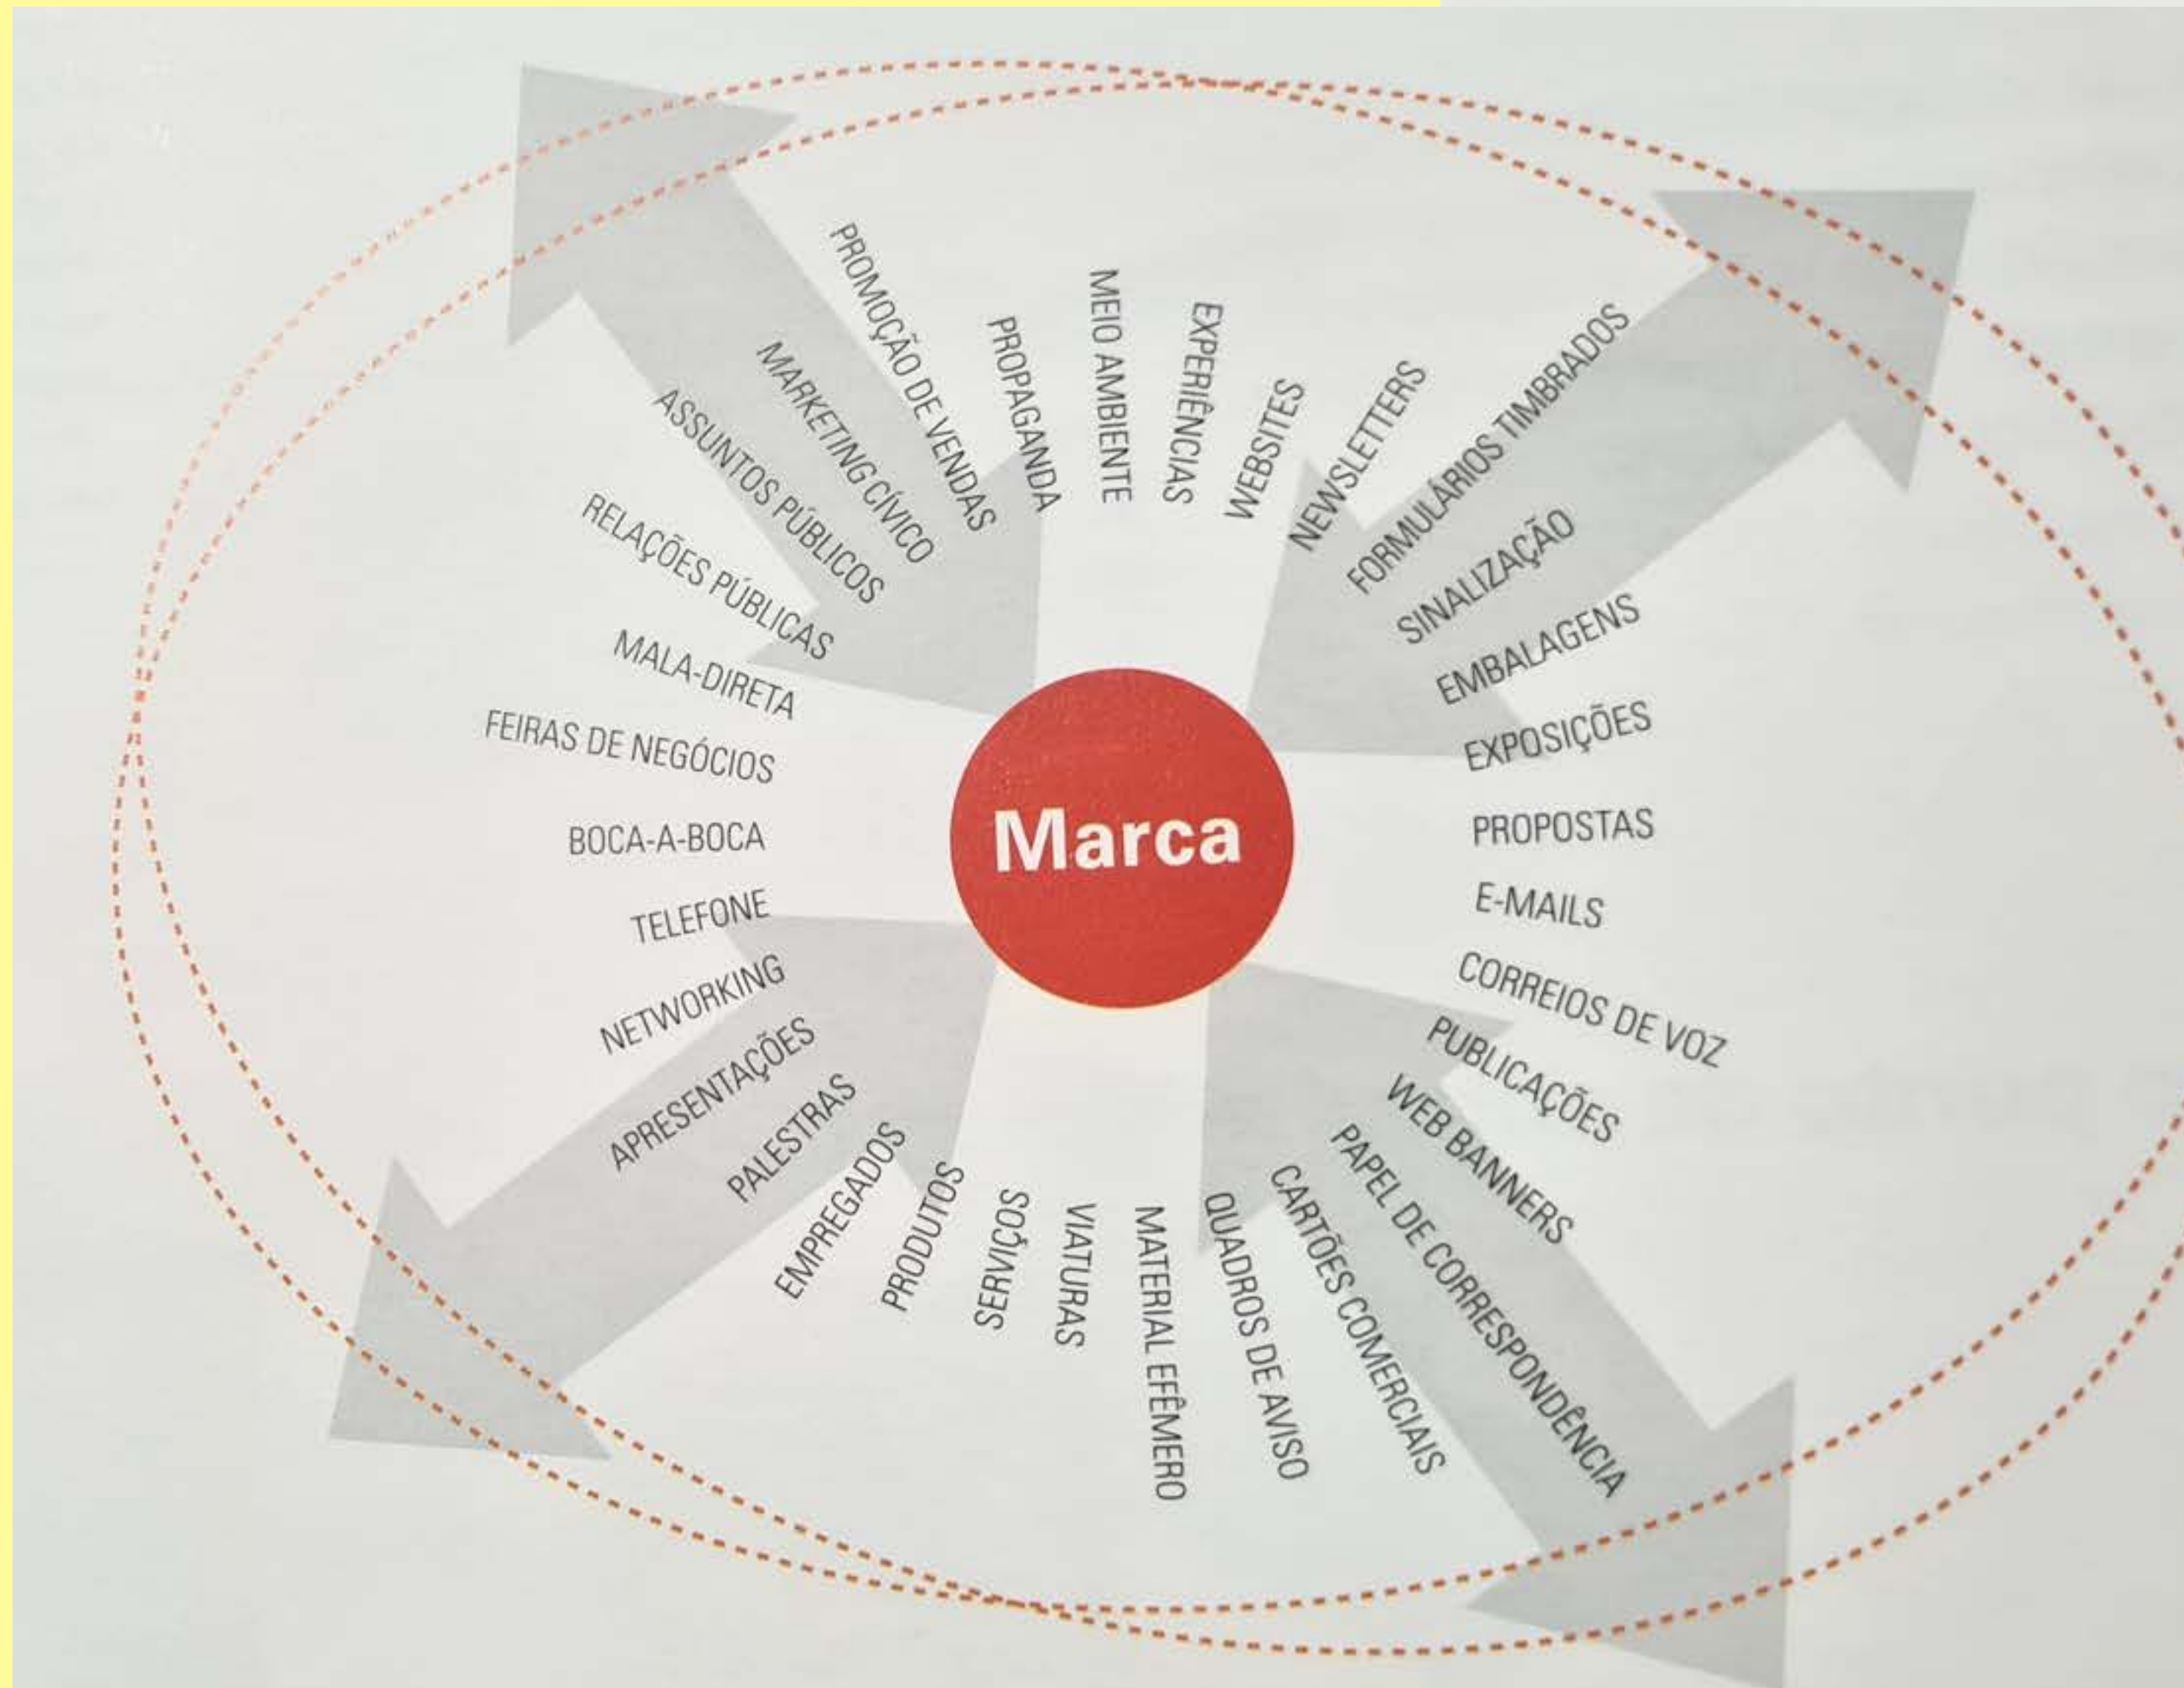 PROMOÇÃO DE VENDAS
PROPAGANDA
MEIO AMBIENTE
EXPERIÊNCIAS
WEBSITES
NEWSLETTERS
FORMULÁRIOS TIMBRADOS
SINALIZAÇÃO
EMBALAGENS
EXPOSIÇÕES
PROPOSTAS
E-MAILS
CORREIOS DE VOZ
PUBLICAÇÕES
WEB BANNERS
PAPEL DE CORRESPONDÊNCIA
CARTÕES COMERCIAIS
QUADROS DE AVISO
MATERIAL EFÊMERO
VIATURAS
SERVIÇOS
PRODUTOS
EMPREGADOS
PALESTRAS
APRESENTAÇÕES
NETWORKING
TELEFONE
BOCA-A-BOCA
FEIRAS DE NEGÓCIOS
MALA-DIRETA
RELAÇÕES PÚBLICAS
ASSUNTOS PÚBLICOS
MARKETING CÍVICO
Marca